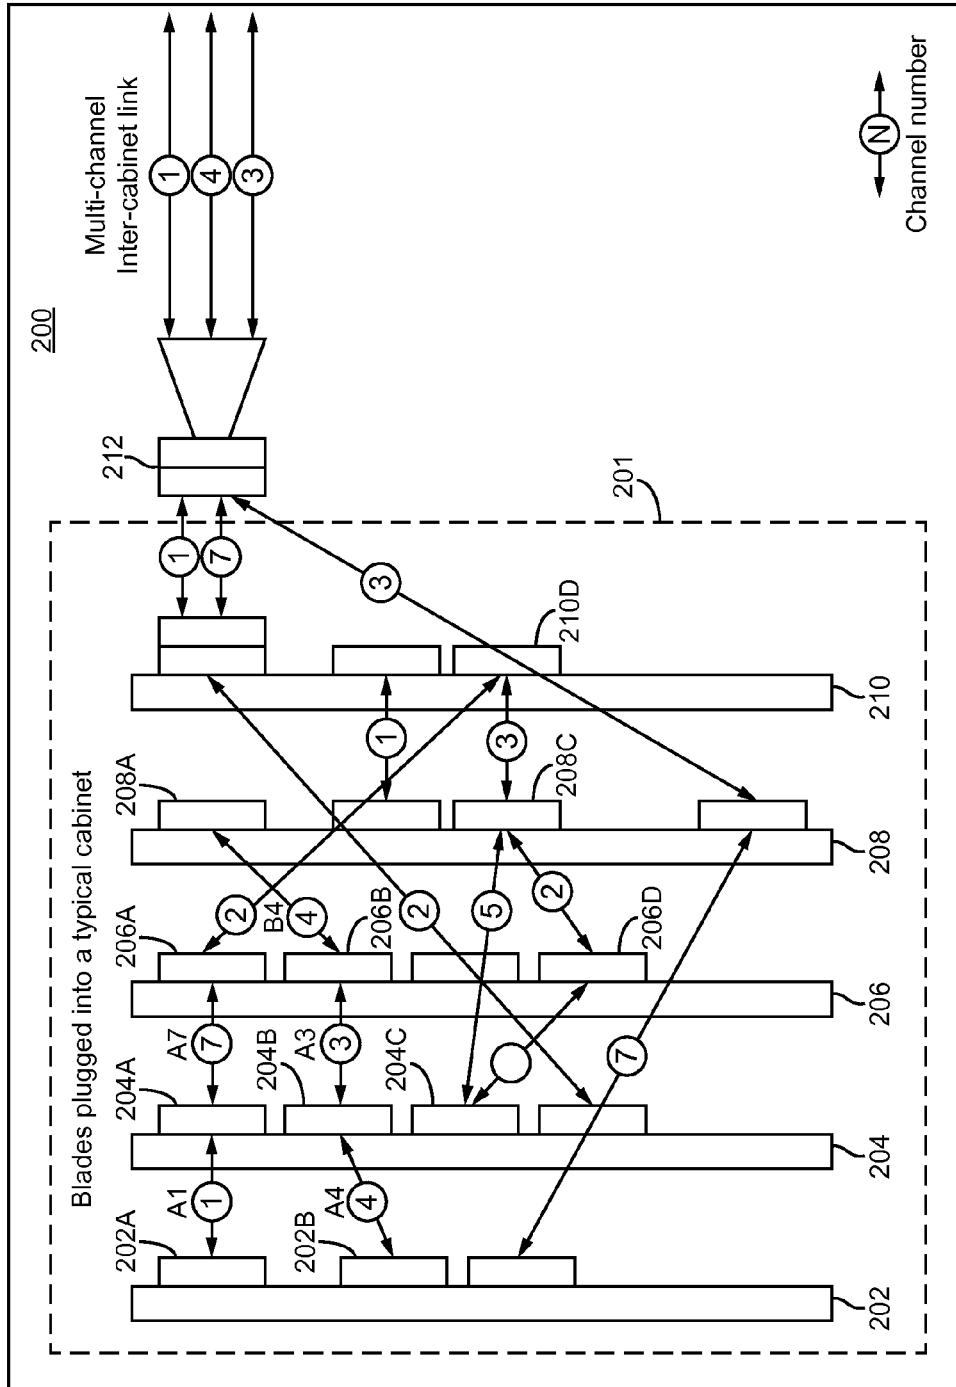 200
Multi-channel
Inter-cabinet link
1
4
3
N
Channel number
212
201
Blades plugged into a typical cabinet
1
7
3
202A
A1
1
204A
A7
7
206A
2
B4
4
208A
202B
A4
4
204B
A3
3
206B
2
1
204C
5
206D
2
208C
3
210D
7
202
204
206
208
210